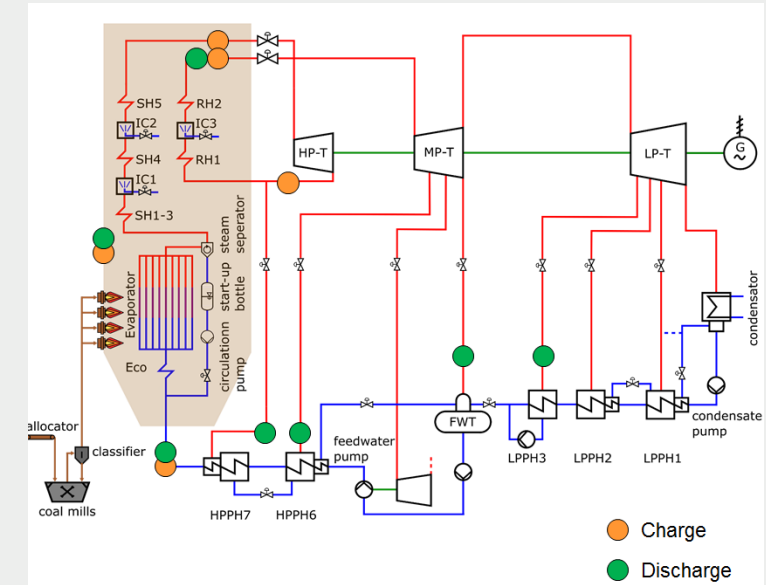 SH5
RH2
IC2
IC3
SH4
RH1
IC1
SH1-3
HP-T
MP-T
LP-T
G
~
steam
seperator
start-up
bottle
circulationn
pump
Evaporator
Eco
condensator
allocator
classifier
coal mills
feedwater
pump
FWT
condensate
pump
LPPH3
LPPH2
LPPH1
HPPH7
HPPH6
Charge
Discharge